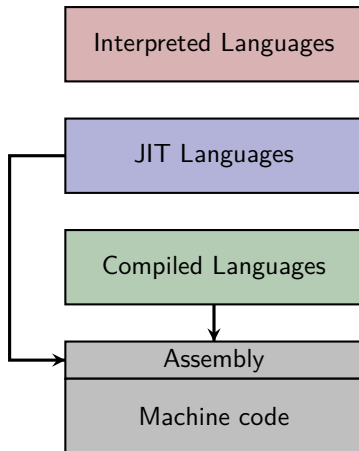 Interpreted Languages
JIT Languages
Compiled Languages
Assembly
Machine code